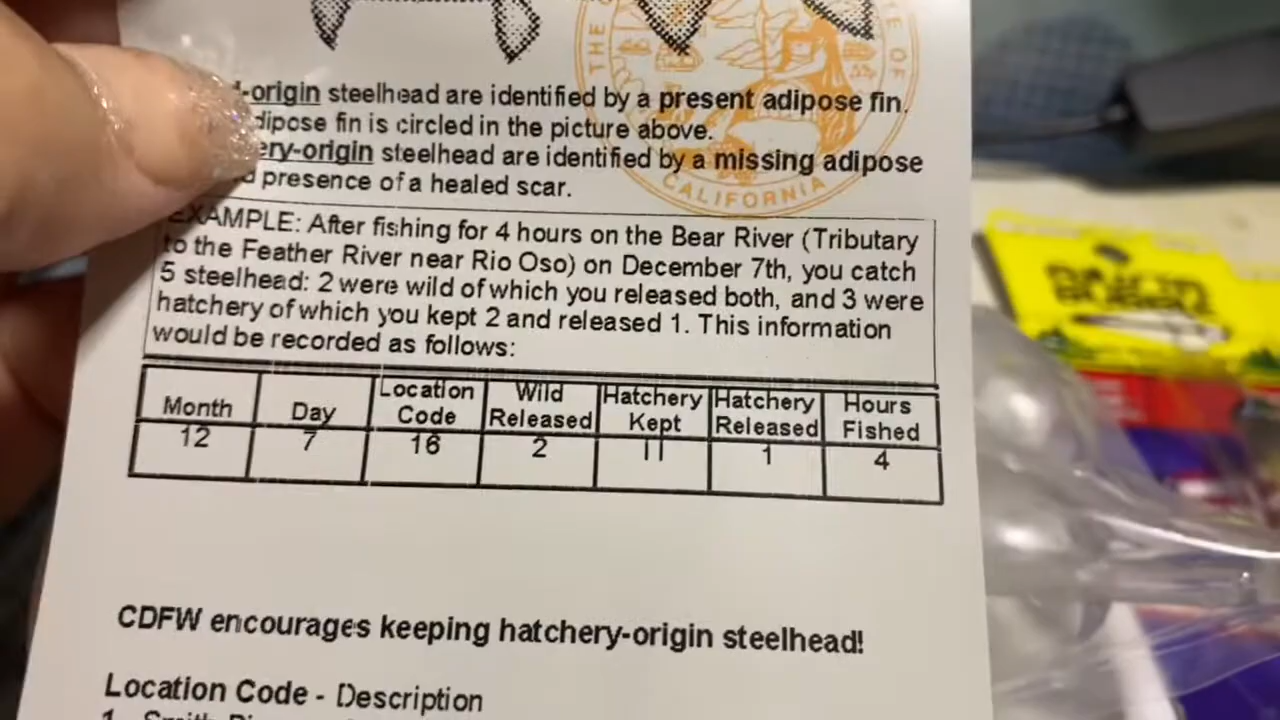 THE OF
CALIFORNIA
-origin steelhead are identified by a present adipose fin.
dipose fin is circled in the picture above.
ery-origin steelhead are identified by a missing adipose
presence of a healed scar.
EXAMPLE: After fishing for 4 hours on the Bear River (Tributary
to the Feather River near Rio Oso) on December 7th, you catch
5 steelhead: 2 were wild of which you released both, and 3 were
hatchery of which you kept 2 and released 1. This information
would be recorded as follows:
Month Day Location Code Wild Released Hatchery Kept Hatchery Released Hours Fished
12 7 16 2 11 1 4
CDFW encourages keeping hatchery-origin steelhead!
Location Code - Description